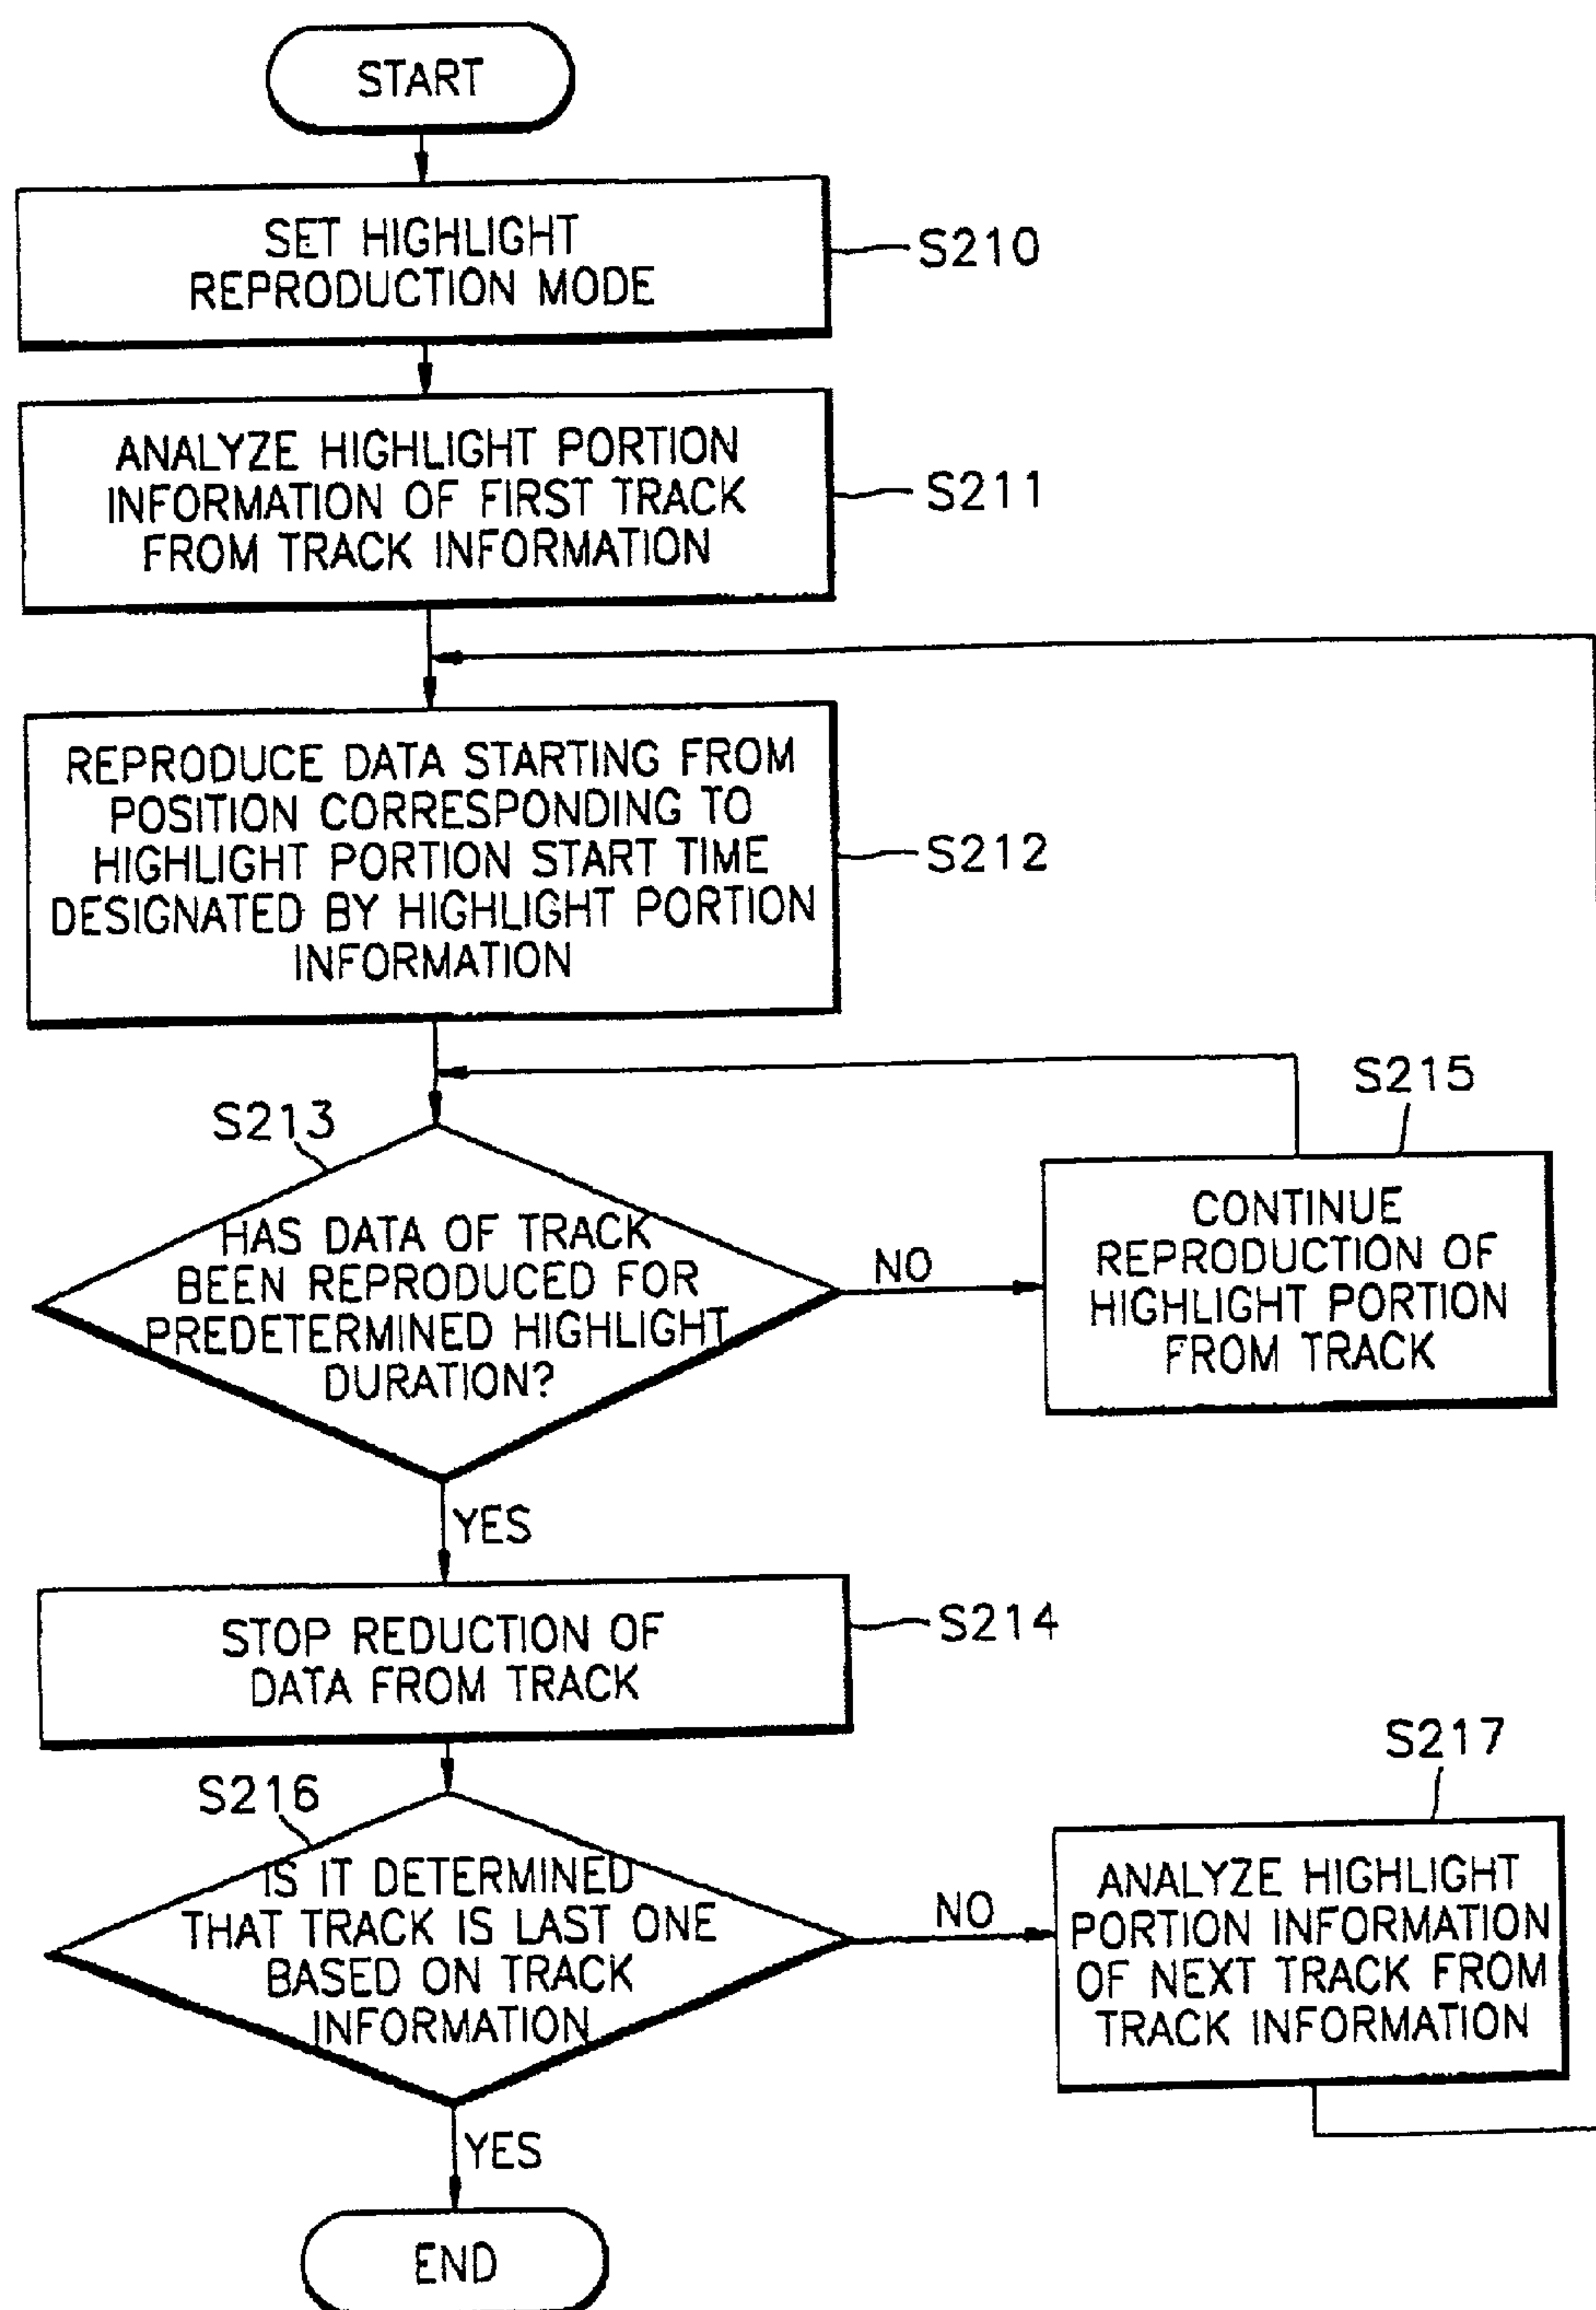 START
SET HIGHLIGHT
REPRODUCTION MODE
S210
ANALYZE HIGHLIGHT PORTION
INFORMATION OF FIRST TRACK
FROM TRACK INFORMATION
S211
REPRODUCE DATA STARTING FROM
POSITION CORRESPONDING TO
HIGHLIGHT PORTION START TIME
DESIGNATED BY HIGHLIGHT PORTION
INFORMATION
S212
S213
HAS DATA OF TRACK
BEEN REPRODUCED FOR
PREDETERMINED HIGHLIGHT
DURATION?
NO
S215
CONTINUE
REPRODUCTION OF
HIGHLIGHT PORTION
FROM TRACK
YES
STOP REDUCTION OF
DATA FROM TRACK
S214
S216
IS IT DETERMINED
THAT TRACK IS LAST ONE
BASED ON TRACK
INFORMATION
NO
S217
ANALYZE HIGHLIGHT
PORTION INFORMATION
OF NEXT TRACK FROM
TRACK INFORMATION
YES
END